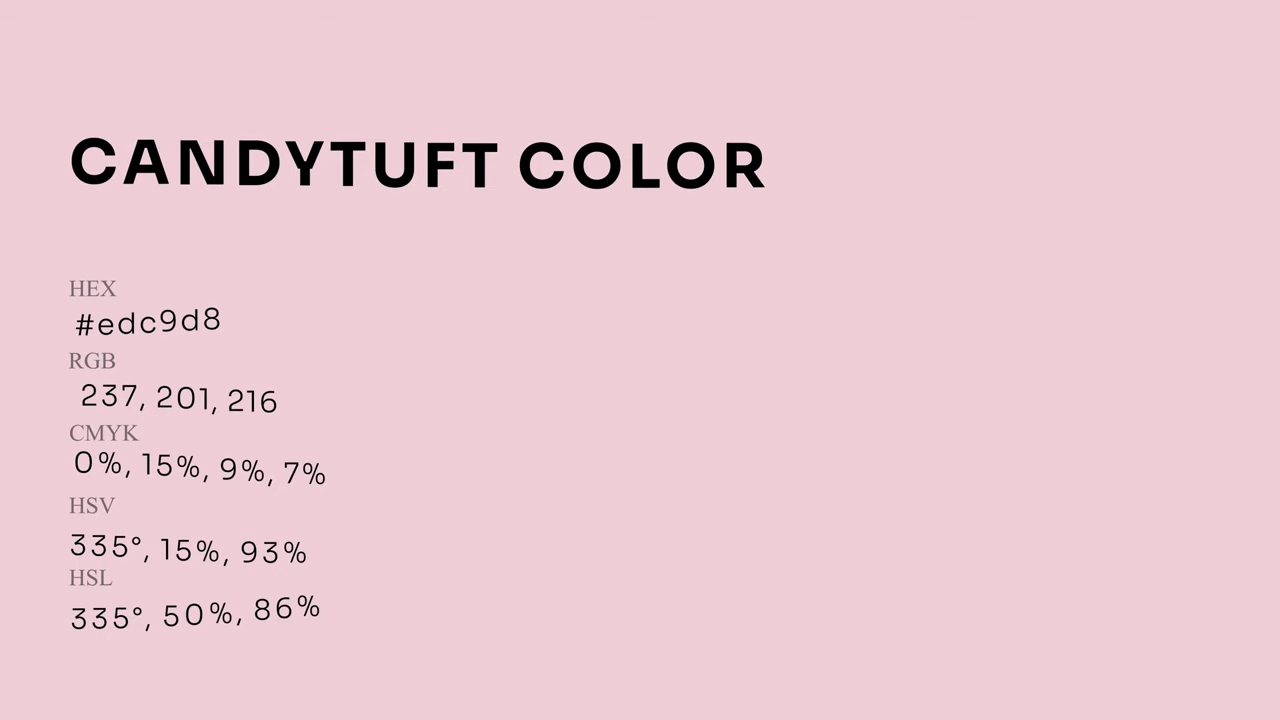 CANDYTUFT COLOR
HEX
#edc9d8
RGB
237, 201, 216
CMYK
0%, 15%, 9%, 7%
HSV
335°, 15%, 93%
HSL
335°, 50%, 86%